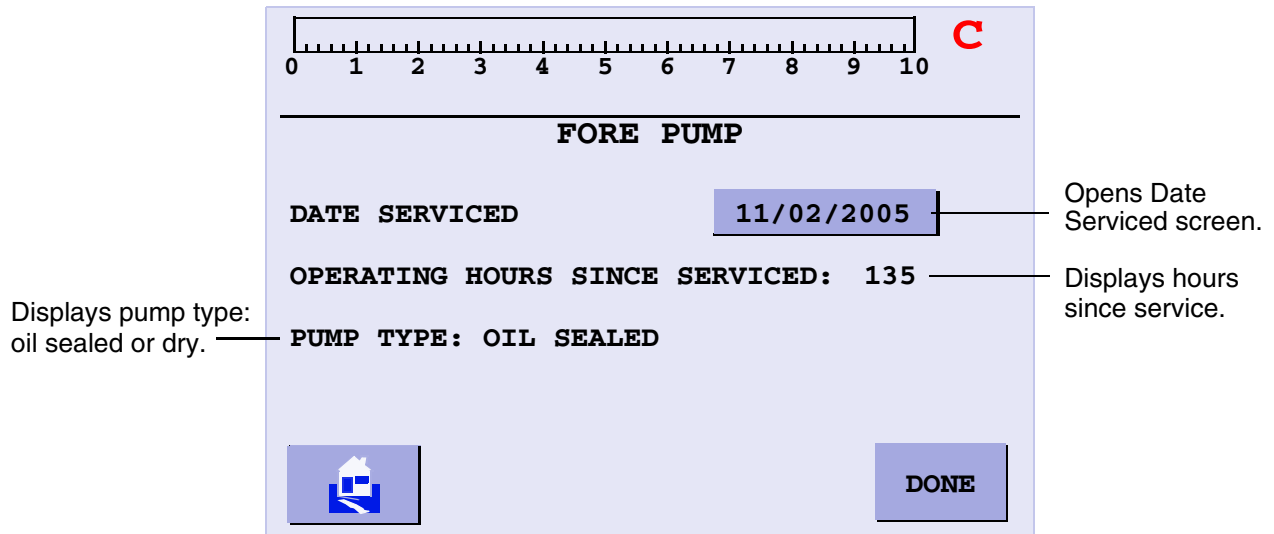 C
0 1 2 3 4 5 6 7 8 9 10
FORE PUMP
DATE SERVICED 11/02/2005
Opens Date
Serviced screen.
OPERATING HOURS SINCE SERVICED: 135
Displays hours
since service.
Displays pump type:
oil sealed or dry.
PUMP TYPE: OIL SEALED
DONE